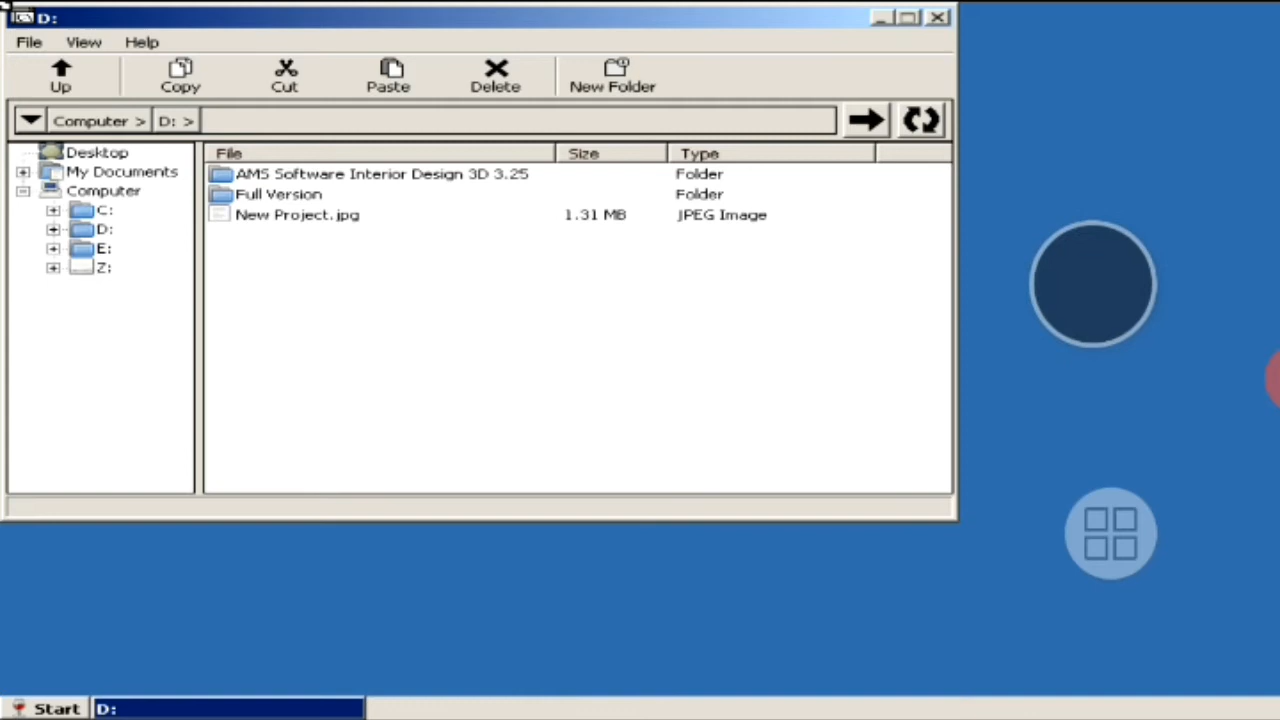 D:
File View Help
Up Copy Cut Paste Delete New Folder
Computer > D: >
Desktop
My Documents
Computer
C:
D:
E:
Z:
File Size Type
AMS Software Interior Design 3D 3.25 Folder
Full Version Folder
New Project.jpg 1.31 MB JPEG Image
Start D: